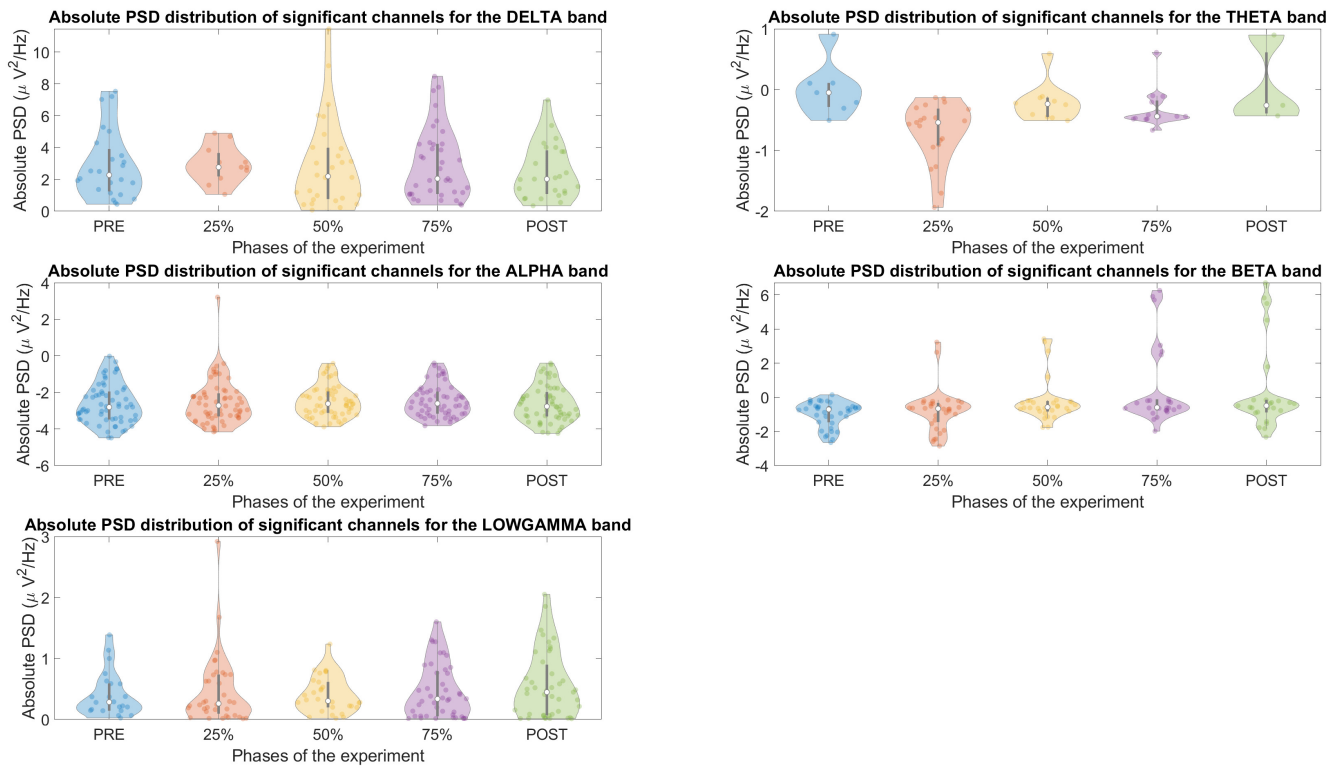 Absolute PSD distribution of significant channels for the DELTA band
Absolute PSD (μ V²/Hz)
10
8
6
4
2
0
PRE 25% 50% 75% POST
Phases of the experiment
Absolute PSD distribution of significant channels for the THETA band
Absolute PSD (μ V²/Hz)
1
0
-1
-2
PRE 25% 50% 75% POST
Phases of the experiment
Absolute PSD distribution of significant channels for the ALPHA band
Absolute PSD (μ V²/Hz)
4
2
0
-2
-4
-6
PRE 25% 50% 75% POST
Phases of the experiment
Absolute PSD distribution of significant channels for the BETA band
Absolute PSD (μ V²/Hz)
6
4
2
0
-2
-4
PRE 25% 50% 75% POST
Phases of the experiment
Absolute PSD distribution of significant channels for the LOWGAMMA band
Absolute PSD (μ V²/Hz)
3
2
1
0
PRE 25% 50% 75% POST
Phases of the experiment